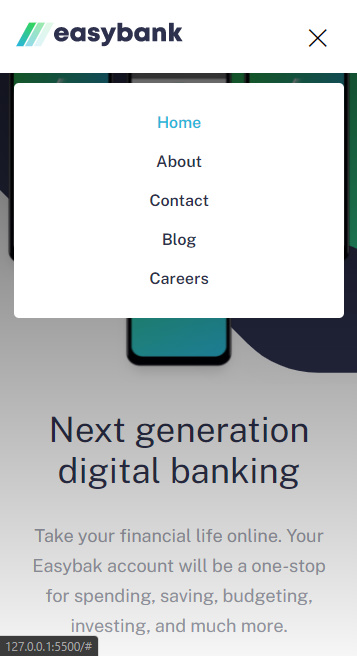 easybank
Home
About
Contact
Blog
Careers
Next generation
digital banking
Take your financial life online. Your
Easybak account will be a one-stop
for spending, saving, budgeting,
investing, and much more.
127.0.0.1:5500/#